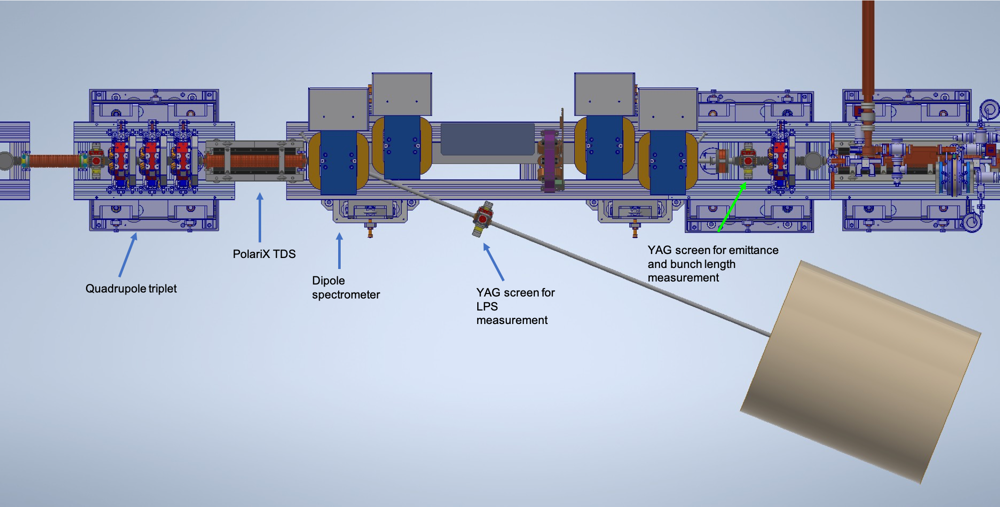 Quadrupole triplet
PolariX TDS
Dipole
spectrometer
YAG screen for
LPS
measurement
YAG screen for emittance
and bunch length
measurement